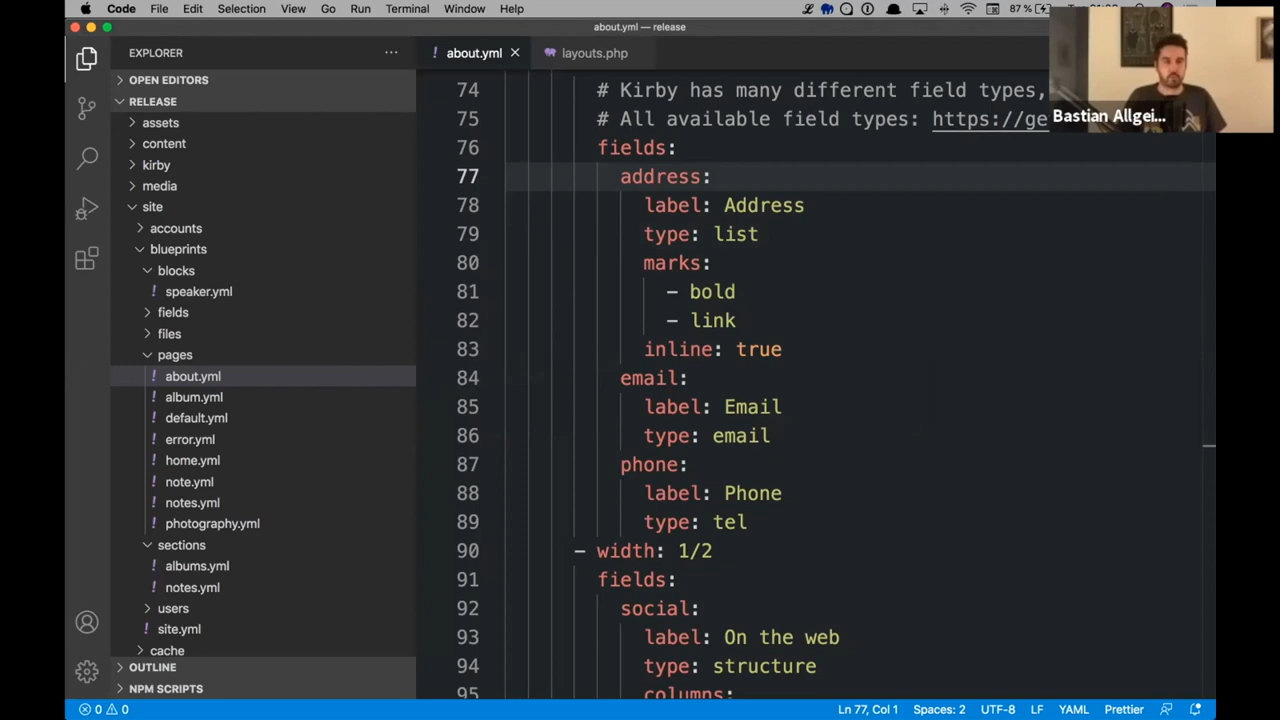 Code File Edit Selection View Go Run Terminal Window Help
87 %
about.yml — release
EXPLORER
OPEN EDITORS
RELEASE
assets
content
kirby
media
site
accounts
blueprints
blocks
! speaker.yml
fields
files
pages
! about.yml
! album.yml
! default.yml
! error.yml
! home.yml
! note.yml
! notes.yml
! photography.yml
sections
! albums.yml
! notes.yml
users
! site.yml
cache
OUTLINE
NPM SCRIPTS
! about.yml
layouts.php
74 # Kirby has many different field types,
75 # All available field types: https://ge
76 fields:
77 address:
78 label: Address
79 type: list
80 marks:
81 - bold
82 - link
83 inline: true
84 email:
85 label: Email
86 type: email
87 phone:
88 label: Phone
89 type: tel
90 - width: 1/2
91 fields:
92 social:
93 label: On the web
94 type: structure
95 columns:
Bastian Allgei...
0 0
Ln 77, Col 1 Spaces: 2 UTF-8 LF YAML Prettier